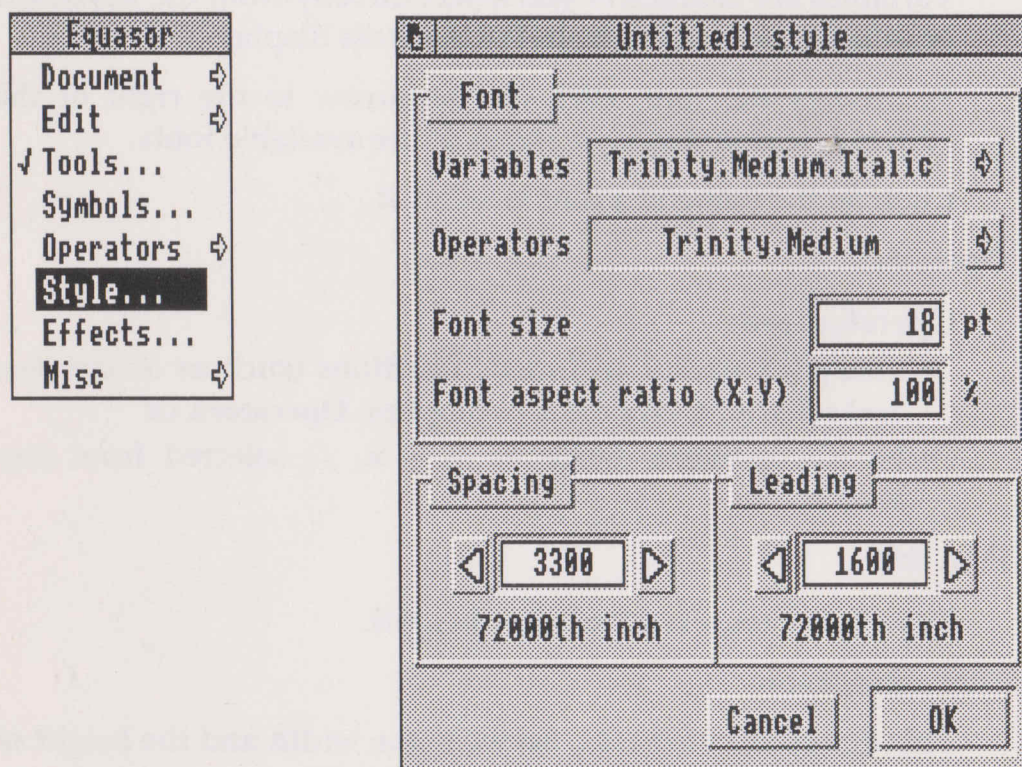 Equasor
Document
Edit
√ Tools...
Symbols...
Operators
Style...
Effects...
Misc
Untitled1 style
Font
Variables Trinity.Medium.Italic
Operators Trinity.Medium
Font size 18 pt
Font aspect ratio (X:Y) 100 %
Spacing Leading
3300 1600
72000th inch 72000th inch
Cancel OK